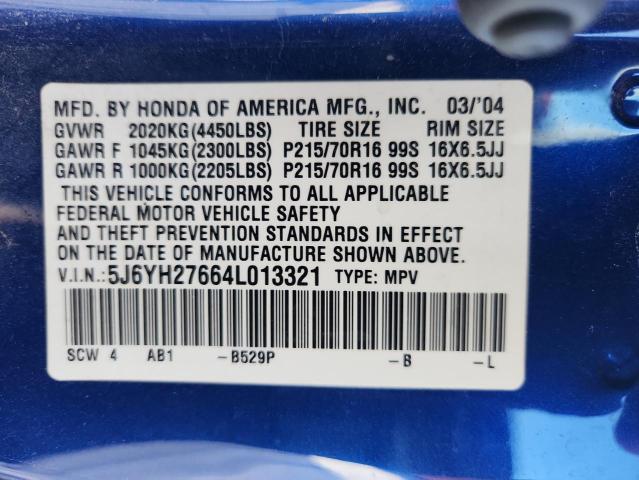 MFD. BY HONDA OF AMERICA MFG., INC. 03/'04
GVWR 2020KG(4450LBS) TIRE SIZE RIM SIZE
GAWR F 1045KG(2300LBS) P215/70R16 99S 16X6.5JJ
GAWR R 1000KG(2205LBS) P215/70R16 99S 16X6.5JJ
THIS VEHICLE CONFORMS TO ALL APPLICABLE
FEDERAL MOTOR VEHICLE SAFETY
AND THEFT PREVENTION STANDARDS IN EFFECT
ON THE DATE OF MANUFACTURE SHOWN ABOVE.
V.I.N.:5J6YH27664L013321 TYPE: MPV
SCW 4 AB1 -B529P -B -L